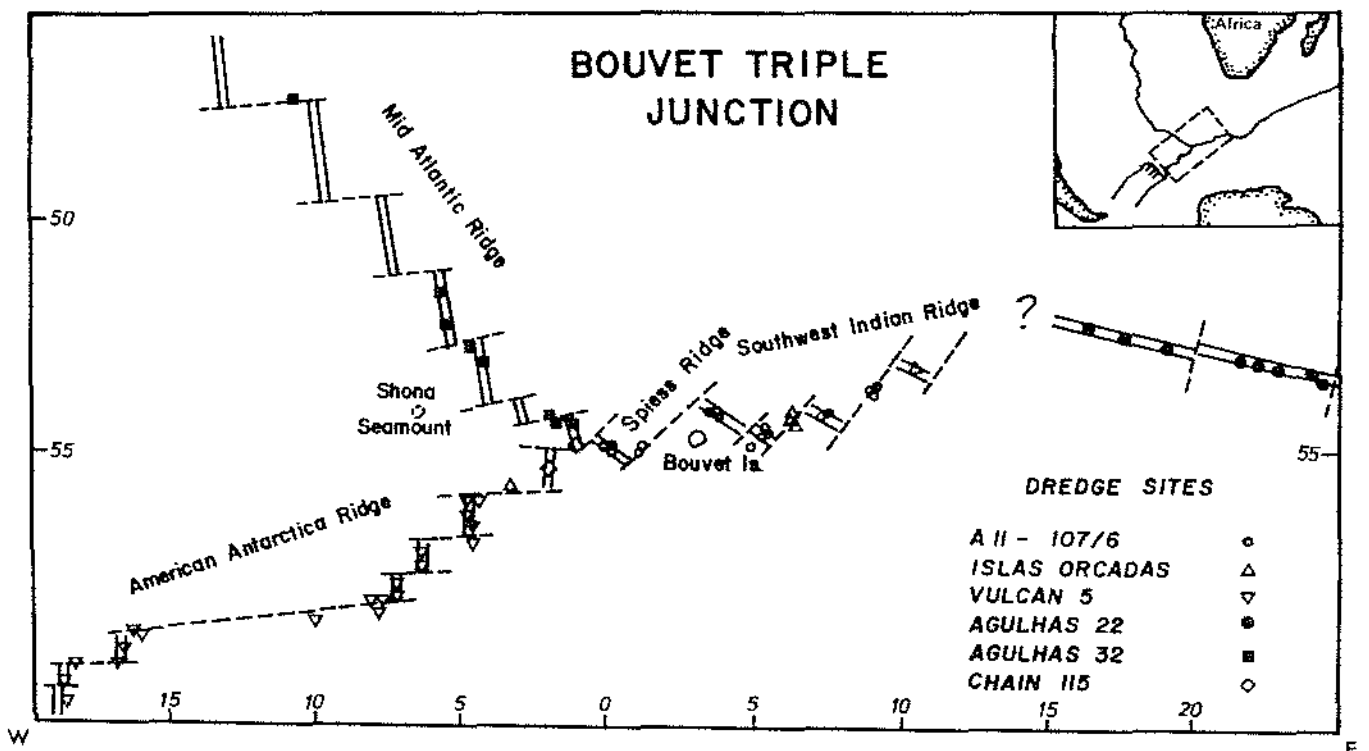 BOUVET TRIPLE
JUNCTION
Africa
Mid Atlantic Ridge
50
Shona
Seamount
Spiess Ridge
Southwest Indian Ridge
?
55
Bouvet Is.
55
American Antarctica Ridge
DREDGE SITES
A II - 107/6
ISLAS ORCADAS
VULCAN 5
AGULHAS 22
AGULHAS 32
CHAIN 115
15 10 5 0 5 10 15 20
W E